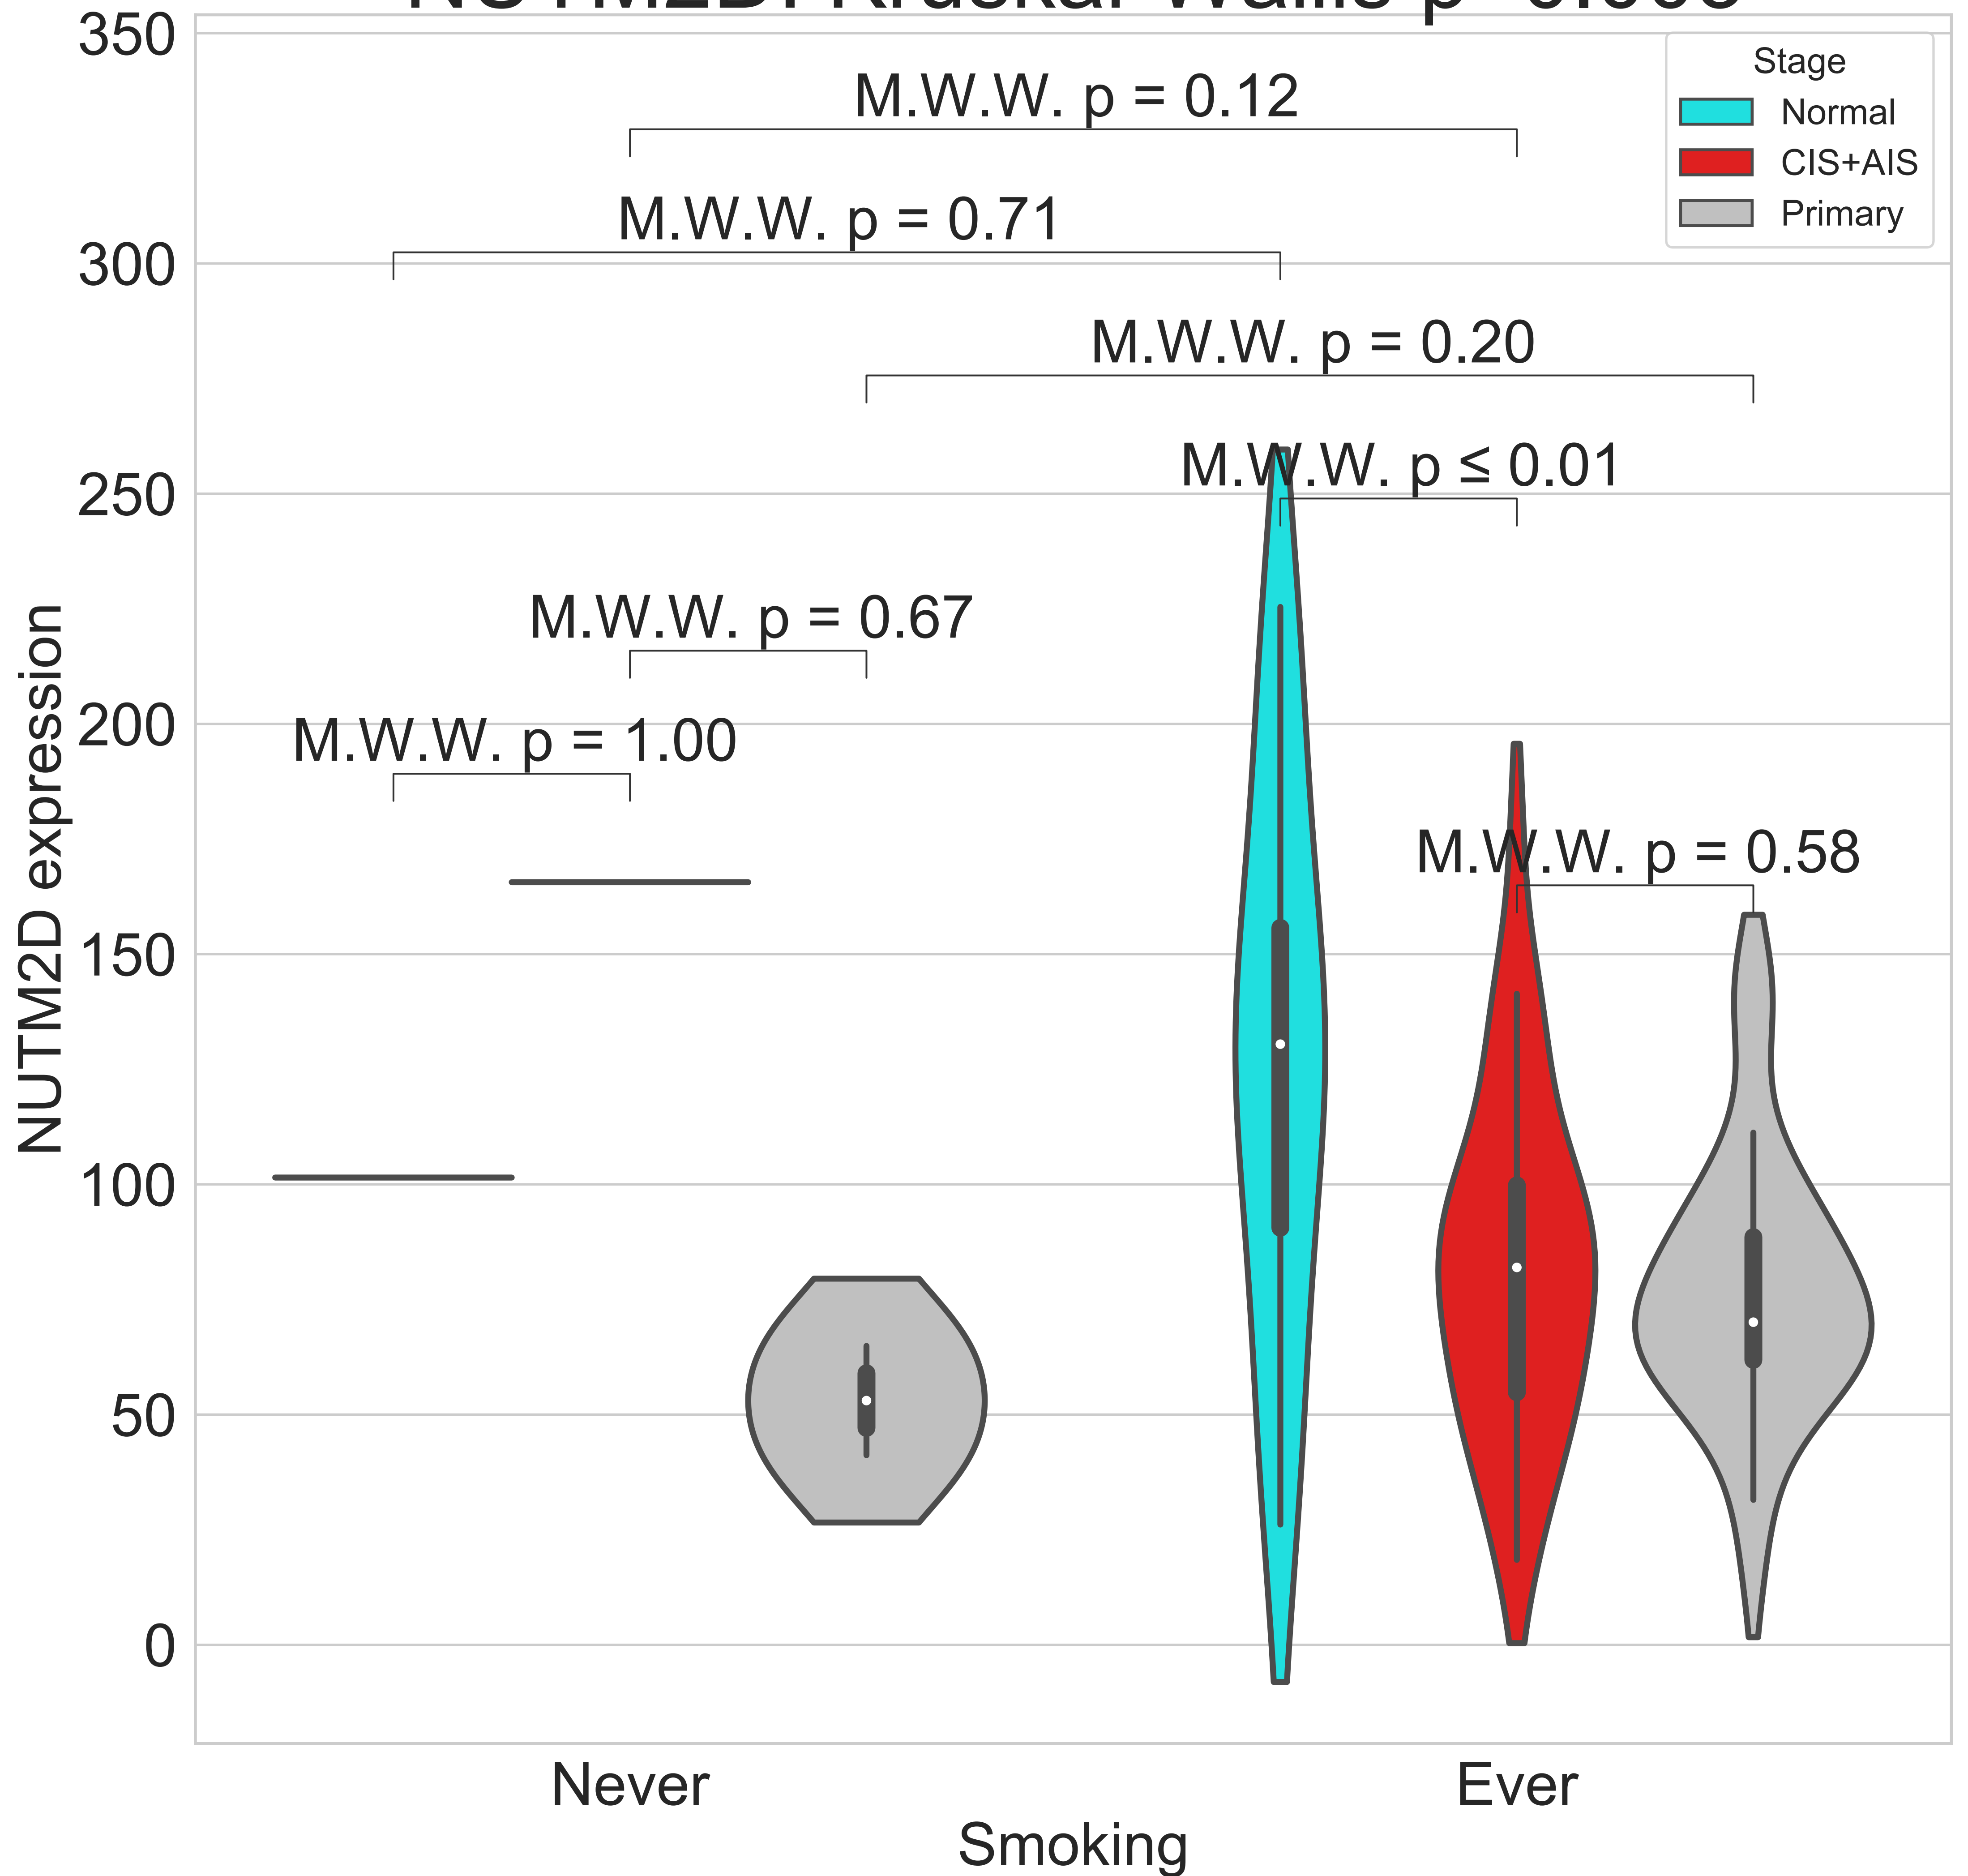 350
M.W.W. p = 0.12
M.W.W. p = 0.71
300
M.W.W. p = 0.20
M.W.W. p ≤ 0.01
250
M.W.W. p = 0.67
M.W.W. p = 1.00
200
M.W.W. p = 0.58
150
100
50
0
NUTM2D expression
Stage
Normal
CIS+AIS
Primary
Never
Ever
Smoking